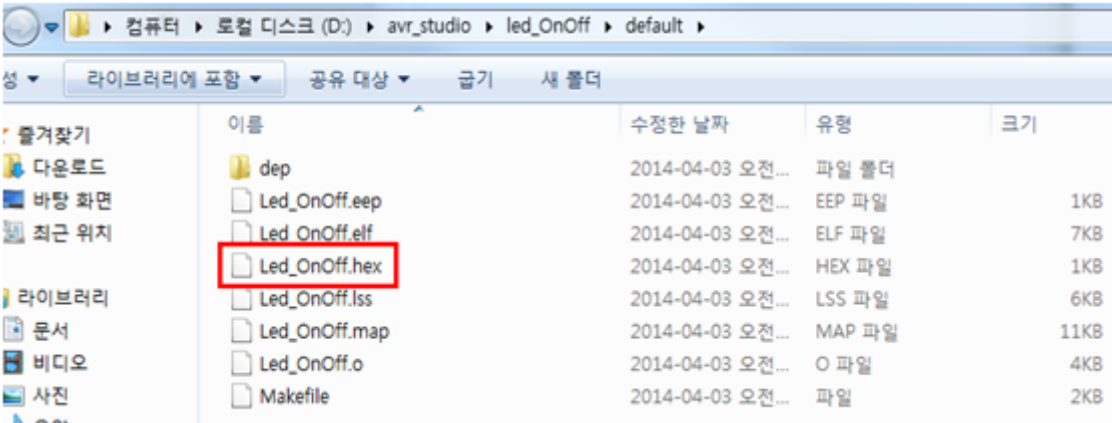 컴퓨터 ▸ 로컬 디스크 (D:) ▸ avr_studio ▸ led_OnOff ▸ default ▸
성 ▾ 라이브러리에 포함 ▾ 공유 대상 ▾ 굽기 새 폴더
즐겨찾기
다운로드
바탕 화면
최근 위치
라이브러리
문서
비디오
사진
이름 수정한 날짜 유형 크기
dep 2014-04-03 오전... 파일 폴더
Led_OnOff.eep 2014-04-03 오전... EEP 파일 1KB
Led_OnOff.elf 2014-04-03 오전... ELF 파일 7KB
Led_OnOff.hex 2014-04-03 오전... HEX 파일 1KB
Led_OnOff.lss 2014-04-03 오전... LSS 파일 6KB
Led_OnOff.map 2014-04-03 오전... MAP 파일 11KB
Led_OnOff.o 2014-04-03 오전... O 파일 4KB
Makefile 2014-04-03 오전... 파일 2KB